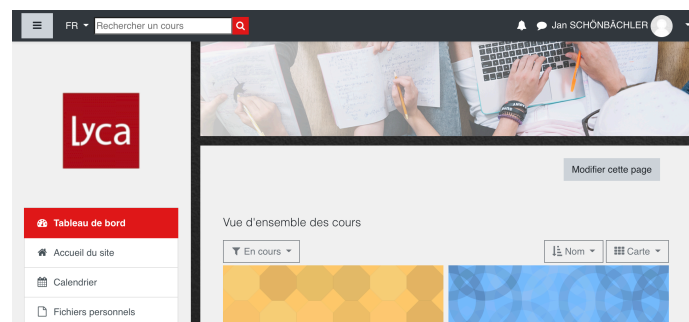 FR
Rechercher un cours
Jan SCHÖNBÄCHLER
Lyca
Modifier cette page
Tableau de bord
Vue d'ensemble des cours
Accueil du site
En cours
Nom
Carte
Calendrier
Fichiers personnels